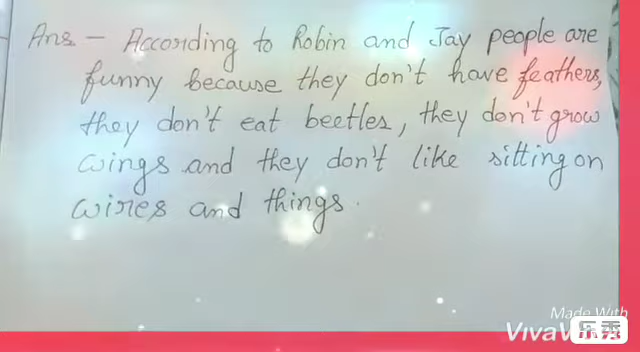 Ans - According to Robin and Jay people are
funny because they don't have feathers,
they don't eat beetles, they don't grow
wings and they don't like sitting on
wires and things.
Made With
VivaVi